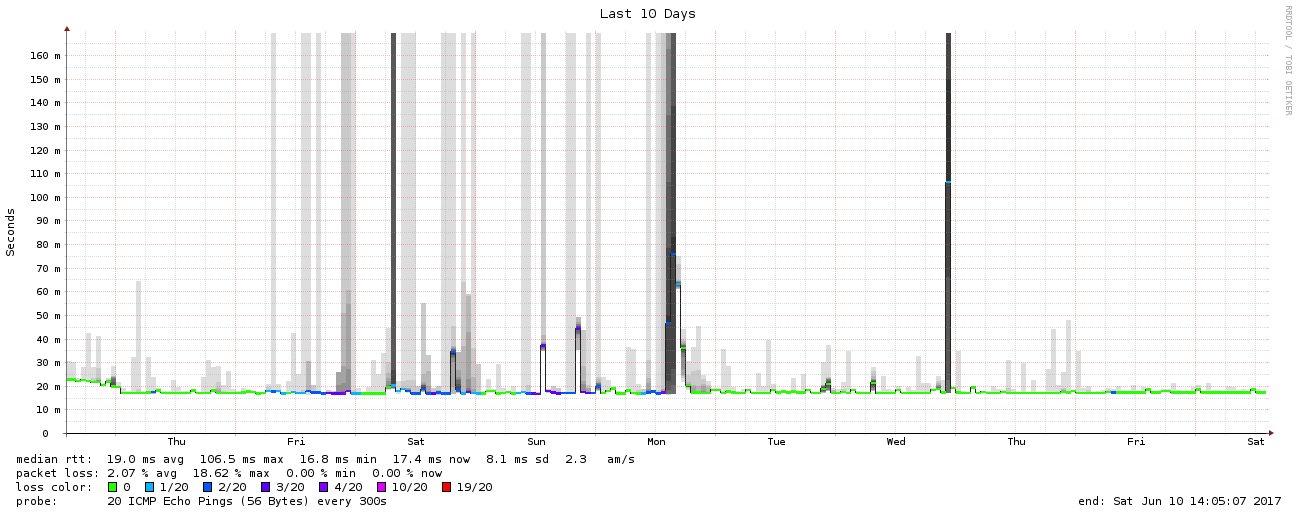 Last 10 Days
RRDTOOL / TOBI OETIKER
Seconds
160 m
150 m
140 m
130 m
120 m
110 m
100 m
90 m
80 m
70 m
60 m
50 m
40 m
30 m
20 m
10 m
0
Thu Fri Sat Sun Mon Tue Wed Thu Fri Sat
median rtt: 19.0 ms avg 106.5 ms max 16.8 ms min 17.4 ms now 8.1 ms sd 2.3 am/s
packet loss: 2.07 % avg 18.62 % max 0.00 % min 0.00 % now
loss color: 0 1/20 2/20 3/20 4/20 10/20 19/20
probe: 20 ICMP Echo Pings (56 Bytes) every 300s end: Sat Jun 10 14:05:07 2017